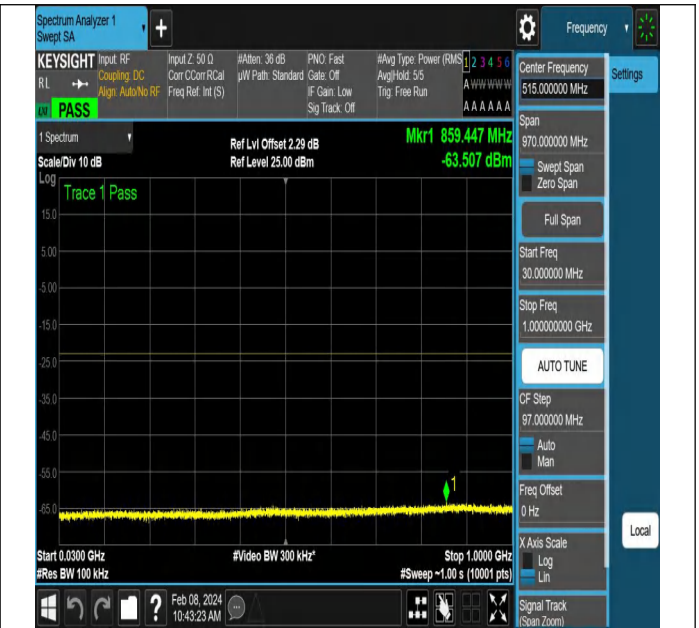 Spectrum Analyzer 1
Swept SA
+
Frequency
KEYSIGHT
RL
PASS
Input: RF
Coupling: DC
Align: Auto/No RF
Input Z: 50 Ω
Corr CCorr RCal
Freq Ref: Int (S)
#Atten: 36 dB
µW Path: Standard
PNO: Fast
Gate: Off
IF Gain: Low
Sig Track: Off
#Avg Type: Power (RMS
Avg|Hold: 5/5
Trig: Free Run
1 2 3 4 5 6
A W W W W W
A A A A A A
1 Spectrum
Scale/Div 10 dB
Ref Lvl Offset 2.29 dB
Ref Level 25.00 dBm
Mkr1 859.447 MHz
-63.507 dBm
Log
Trace 1 Pass
15.0
5.00
-5.00
-15.0
-25.0
-35.0
-45.0
-55.0
-65.0
1
Start 0.0300 GHz
#Res BW 100 kHz
#Video BW 300 kHz*
Stop 1.0000 GHz
#Sweep ~1.00 s (10001 pts)
?
Feb 08, 2024
10:43:23 AM
Center Frequency
515.000000 MHz
Settings
Span
970.000000 MHz
Swept Span
Zero Span
Full Span
Start Freq
30.000000 MHz
Stop Freq
1.000000000 GHz
AUTO TUNE
CF Step
97.000000 MHz
Auto
Man
Freq Offset
0 Hz
Local
X Axis Scale
Log
Lin
Signal Track
(Span Zoom)